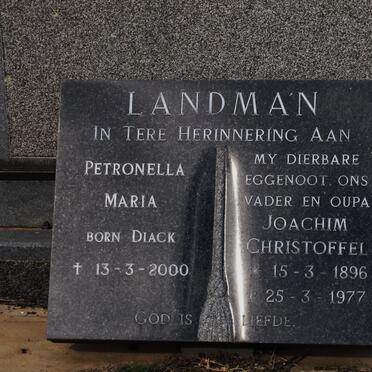 LANDMAN
IN TERE HERINNERING AAN
PETRONELLA
MARIA
BORN DIACK
† 13-3-2000
MY DIERBARE
EGGENOOT, ONS
VADER EN OUPA
JOACHIM
CHRISTOFFEL
* 15-3-1896
† 25-3-1977
GOD IS LIEFDE.